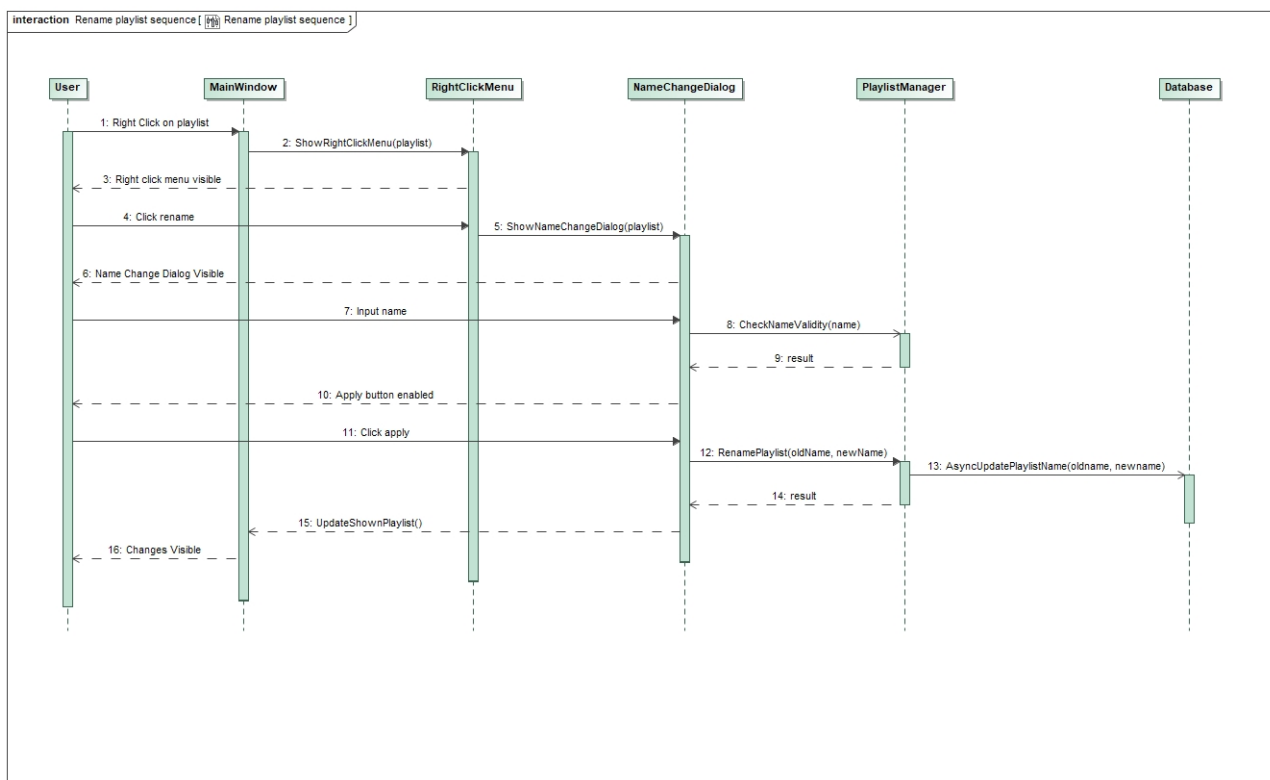 interaction Rename playlist sequence [ Rename playlist sequence ]
User
MainWindow
RightClickMenu
NameChangeDialog
PlaylistManager
Database
1: Right Click on playlist
2: ShowRightClickMenu(playlist)
3: Right click menu visible
4: Click rename
5: ShowNameChangeDialog(playlist)
6: Name Change Dialog Visible
7: Input name
8: CheckNameValidity(name)
9: result
10: Apply button enabled
11: Click apply
12: RenamePlaylist(oldName, newName)
13: AsyncUpdatePlaylistName(oldname, newname)
14: result
15: UpdateShownPlaylist()
16: Changes Visible